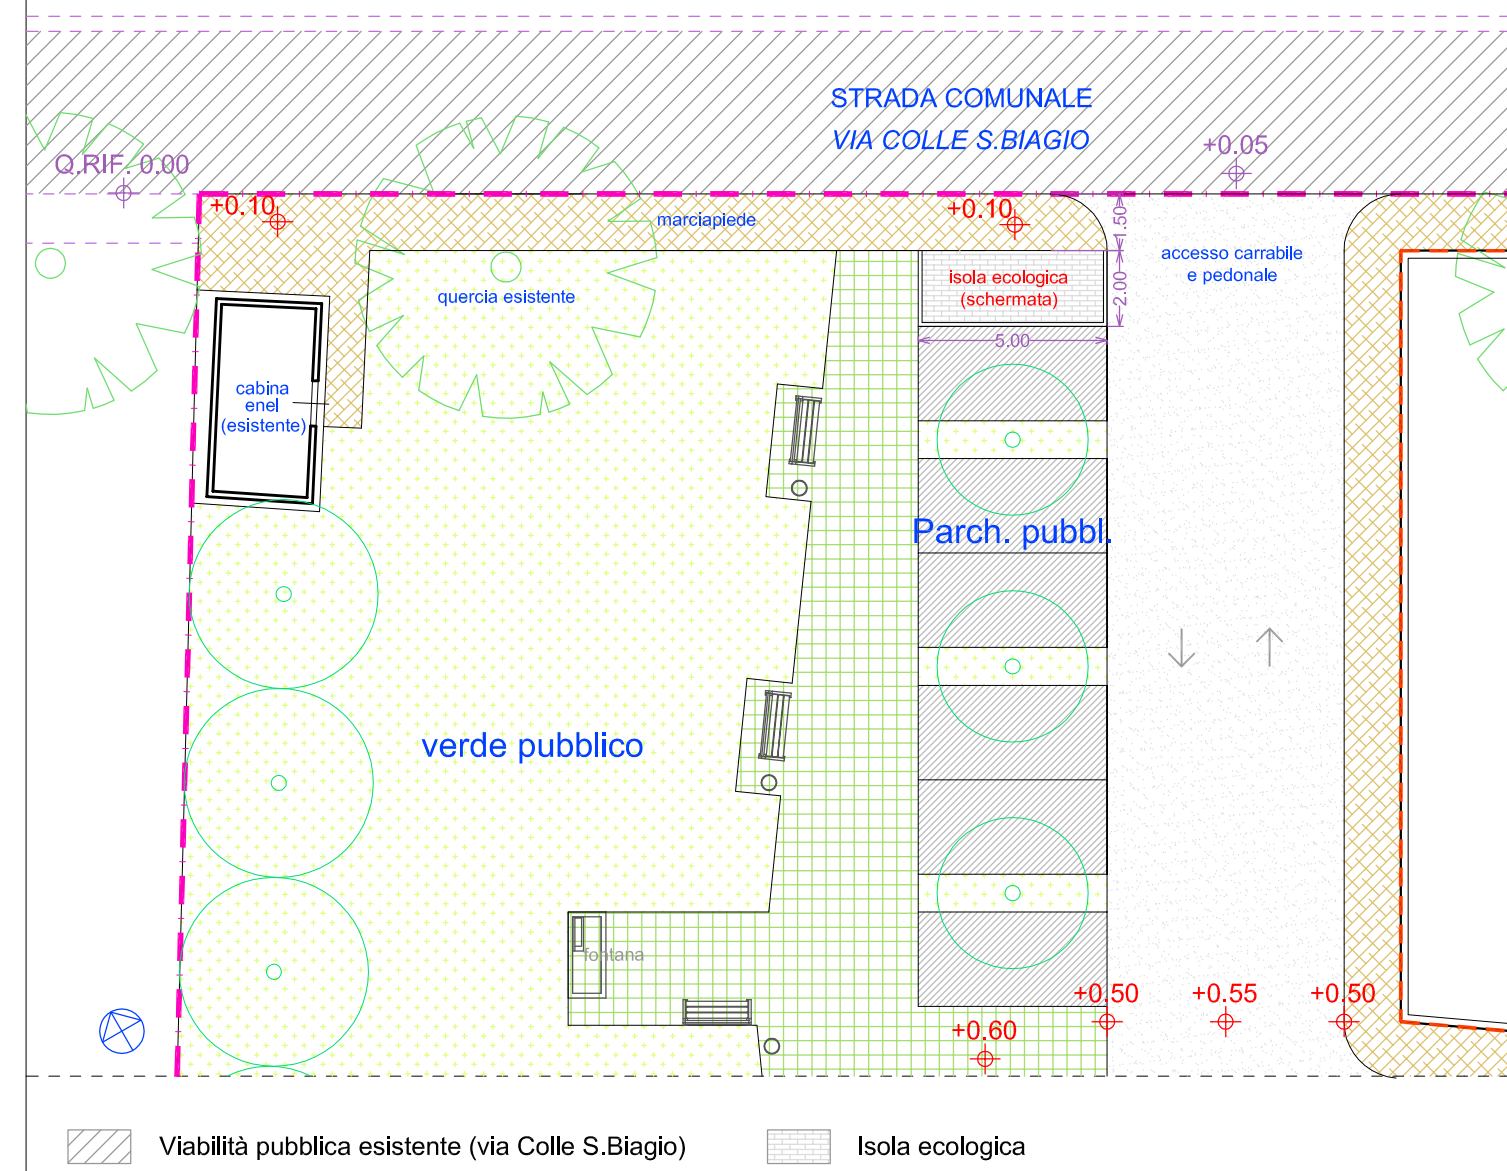 STRADA COMUNALE
VIA COLLE S.BIAGIO
+0.05
Q.RIF. 0.00
+0.10
marciapiede
+0.10
1.50
accesso carrabile
e pedonale
isola ecologica
(schermata)
2.00
quercia esistente
5.00
cabina
enel
(esistente)
Parch. pubbl.
verde pubblico
fontana
+0.50
+0.55
+0.50
+0.60
Viabilità pubblica esistente (via Colle S.Biagio)
Isola ecologica